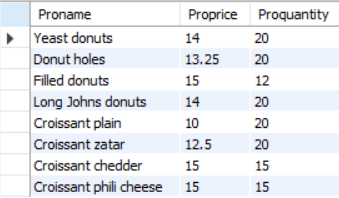 Proname Proprice Proquantity
Yeast donuts 14 20
Donut holes 13.25 20
Filled donuts 15 12
Long Johns donuts 14 20
Croissant plain 10 20
Croissant zatar 12.5 20
Croissant chedder 15 15
Croissant phili cheese 15 15